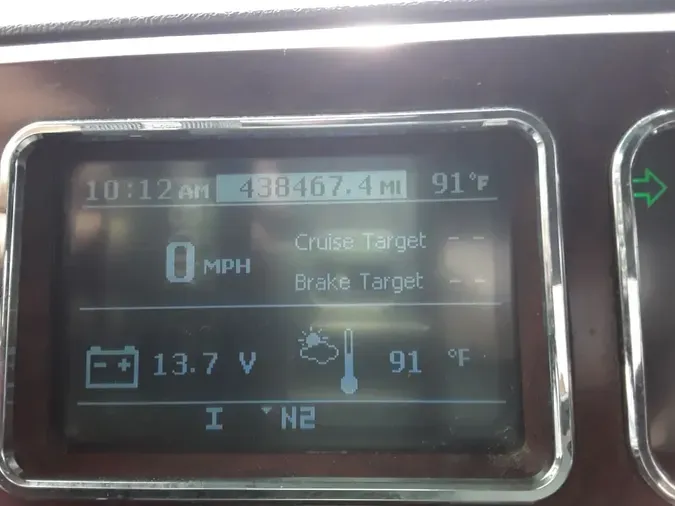 10:12 AM 438467.4 MI 91°F
0 MPH
Cruise Target --
Brake Target --
- + 13.7 V 91 °F
I N2